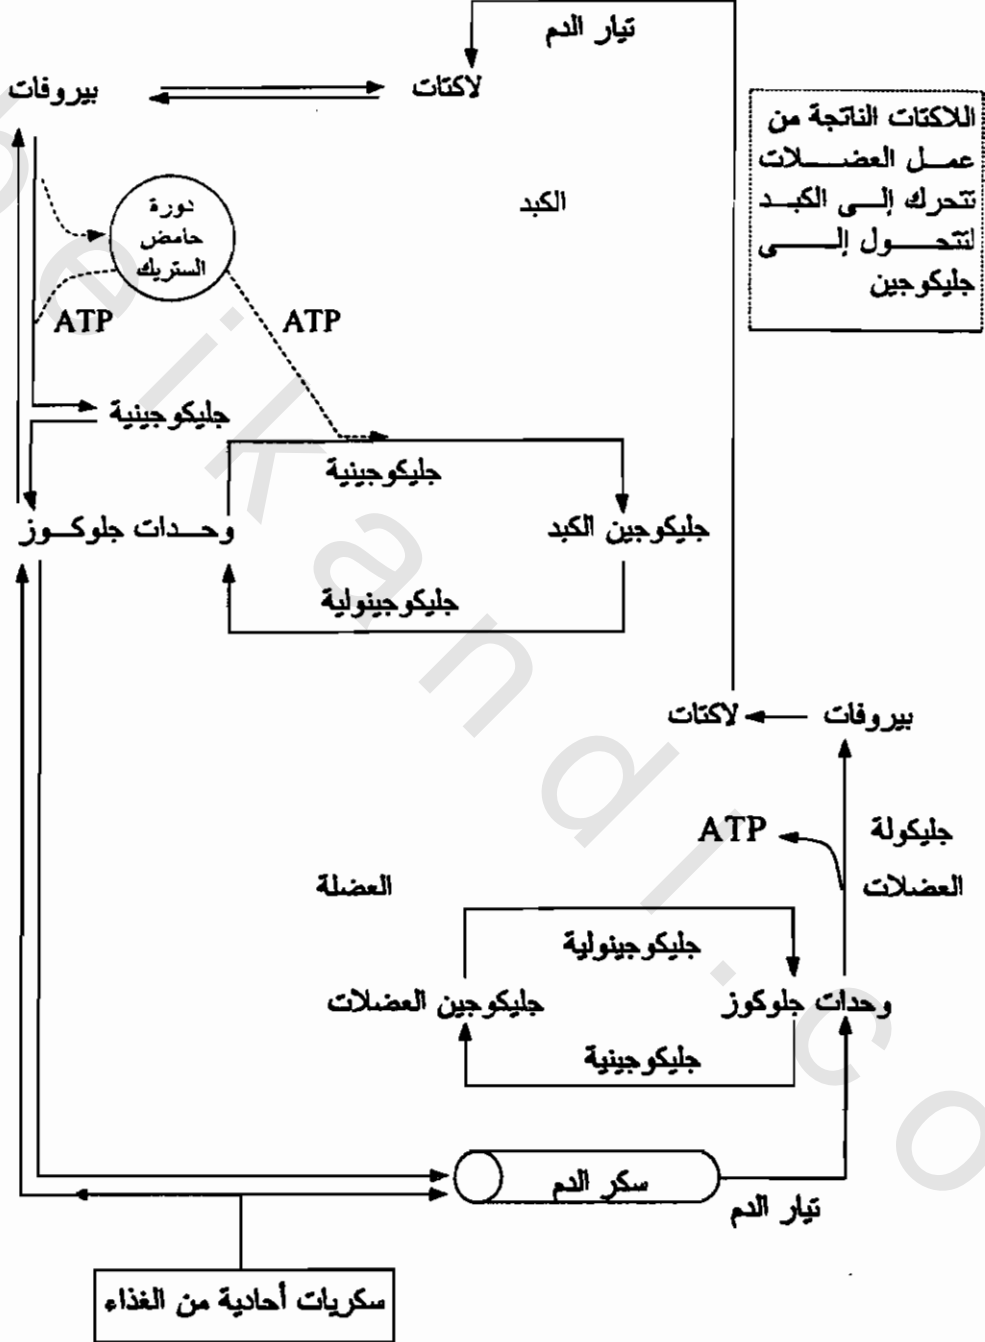 تيار الدم
بيروفات
لاكتات
اللاكتات الناتجة من
عمل العضلات
تتحرك إلى الكبد
لتتحول إلى
جليكوجين
الكبد
دورة
حامض
الستريك
ATP
ATP
جليكوجينية
جليكوجينية
وحدات جلوكوز
جليكوجين الكبد
جليكوجينولية
لاكتات
بيروفات
ATP
جليكولة
العضلات
العضلة
جليكوجينولية
جليكوجين العضلات
وحدات جلوكوز
جليكوجينية
سكر الدم
تيار الدم
سكريات أحادية من الغذاء
beikandi.co